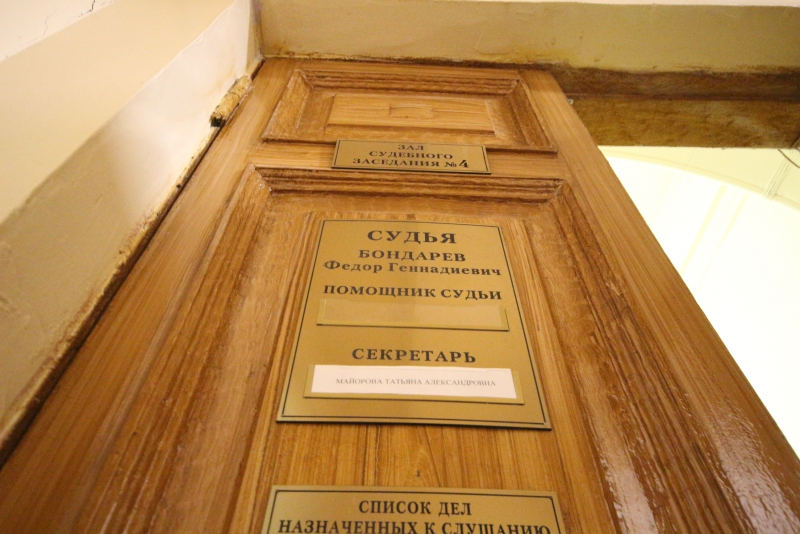 ЗАЛ
СУДЕБНОГО
ЗАСЕДАНИЯ №4
СУДЬЯ
БОНДАРЕВ
Федор Геннадиевич
ПОМОЩНИК СУДЬИ
СЕКРЕТАРЬ
МАЙОРОВА ТАТЬЯНА АЛЕКСАНДРОВНА
СПИСОК ДЕЛ
НАЗНАЧЕННЫХ К СЛУШАНИЮ